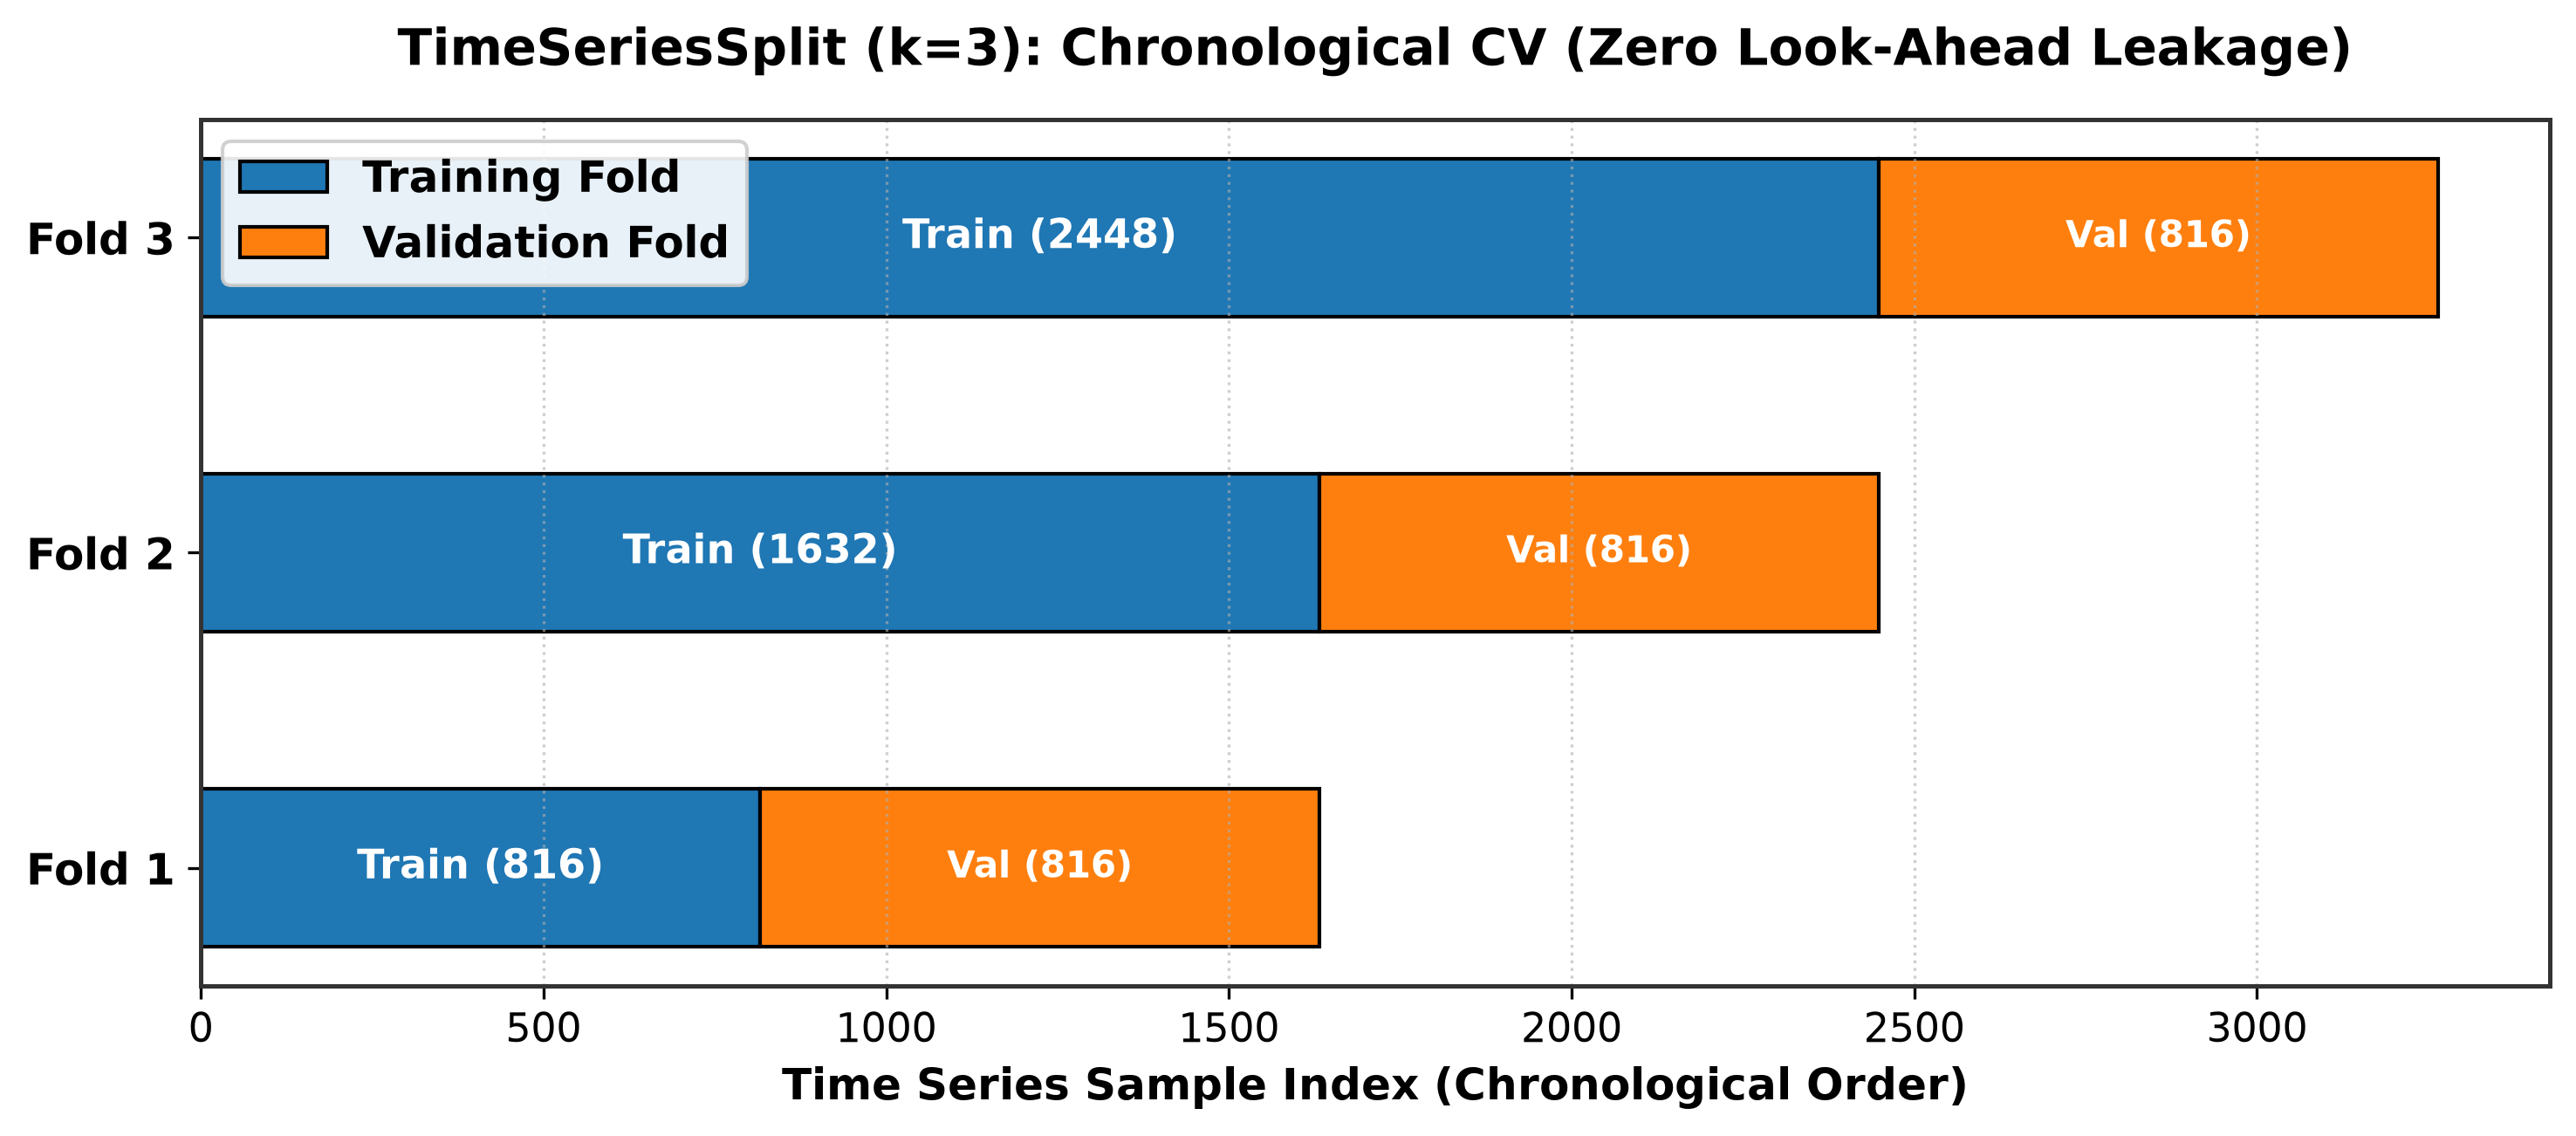 TimeSeriesSplit (k=3): Chronological CV (Zero Look-Ahead Leakage)
Training Fold
Validation Fold
Fold 3
Train (2448)
Val (816)
Fold 2
Train (1632)
Val (816)
Fold 1
Train (816)
Val (816)
0 500 1000 1500 2000 2500 3000
Time Series Sample Index (Chronological Order)